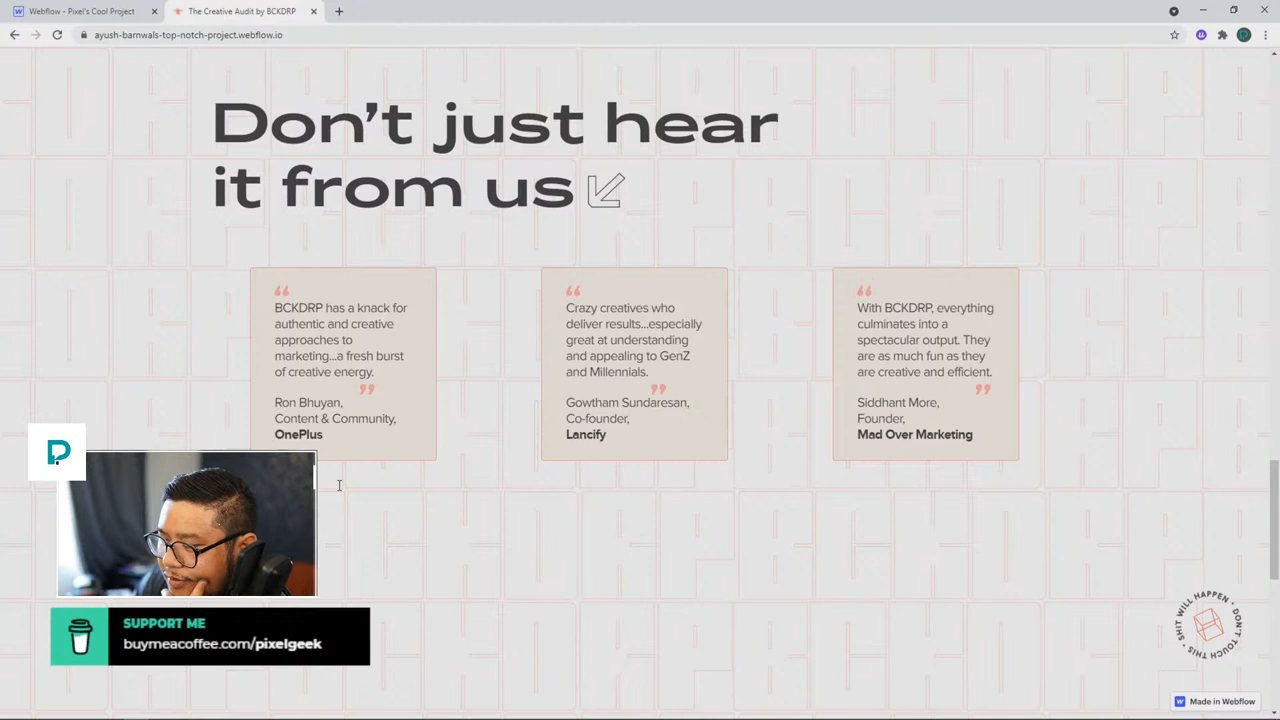 Webflow - Pixel's Cool Project
The Creative Audit by BCKDRP
ayush-barnwals-top-notch-project.webflow.io
Don't just hear
it from us
BCKDRP has a knack for
authentic and creative
approaches to
marketing...a fresh burst
of creative energy.
Ron Bhuyan,
Content & Community,
OnePlus
Crazy creatives who
deliver results...especially
great at understanding
and appealing to GenZ
and Millennials.
Gowtham Sundaresan,
Co-founder,
Lancify
With BCKDRP, everything
culminates into a
spectacular output. They
are as much fun as they
are creative and efficient.
Siddhant More,
Founder,
Mad Over Marketing
SUPPORT ME
buymeacoffee.com/pixelgeek
SHIT WILL HAPPEN • DON'T TOUCH THIS •
Made in Webflow